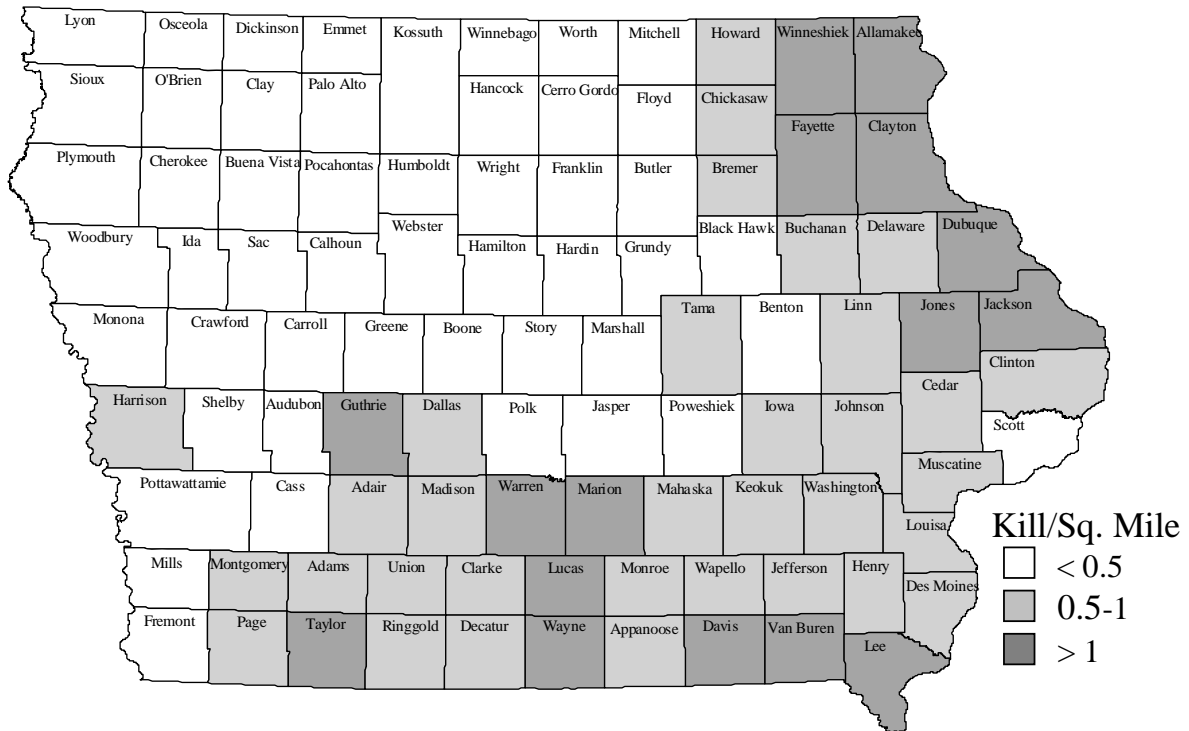 Lyon
Osceola
Dickinson
Emmet
Kossuth
Winnebago
Worth
Mitchell
Howard
Winneshiek
Allamakee
Sioux
O'Brien
Clay
Palo Alto
Hancock
Cerro Gordo
Floyd
Chickasaw
Fayette
Clayton
Plymouth
Cherokee
Buena Vista
Pocahontas
Humboldt
Wright
Franklin
Butler
Bremer
Woodbury
Ida
Sac
Calhoun
Webster
Hamilton
Hardin
Grundy
Black Hawk
Buchanan
Delaware
Dubuque
Monona
Crawford
Carroll
Greene
Boone
Story
Marshall
Tama
Benton
Linn
Jones
Jackson
Clinton
Cedar
Harrison
Shelby
Audubon
Guthrie
Dallas
Polk
Jasper
Poweshiek
Iowa
Johnson
Scott
Muscatine
Pottawattamie
Cass
Adair
Madison
Warren
Marion
Mahaska
Keokuk
Washington
Louisa
Mills
Montgomery
Adams
Union
Clarke
Lucas
Monroe
Wapello
Jefferson
Henry
Des Moines
Fremont
Page
Taylor
Ringgold
Decatur
Wayne
Appanoose
Davis
Van Buren
Lee
Kill/Sq. Mile
< 0.5
0.5-1
> 1